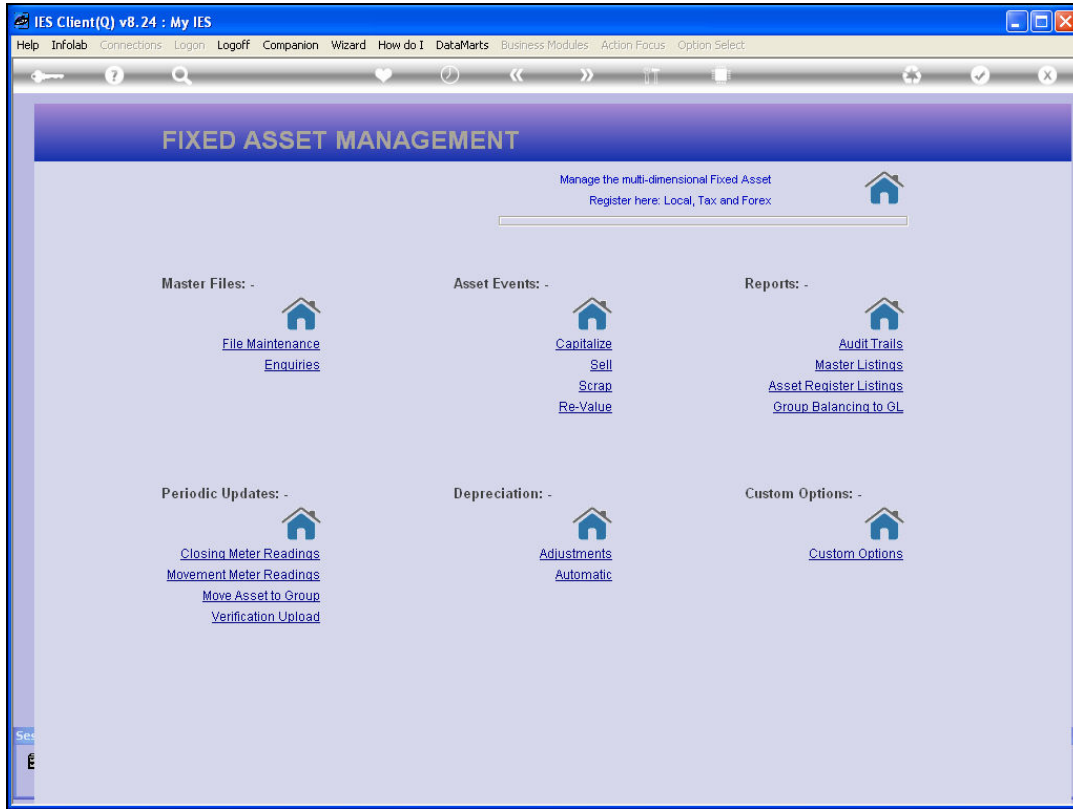 IES Client(Q) v8.24 : My IES
Help Infolab Connections Logon Logoff Companion Wizard How do I DataMarts Business Modules Action Focus Option Select
FIXED ASSET MANAGEMENT
Manage the multi-dimensional Fixed Asset
Register here: Local, Tax and Forex
Master Files: -
File Maintenance
Enquiries
Asset Events: -
Capitalize
Sell
Scrap
Re-Value
Reports: -
Audit Trails
Master Listings
Asset Register Listings
Group Balancing to GL
Periodic Updates: -
Closing Meter Readings
Movement Meter Readings
Move Asset to Group
Verification Upload
Depreciation: -
Adjustments
Automatic
Custom Options: -
Custom Options